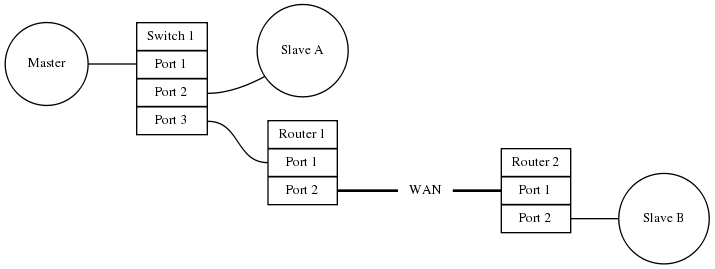 Master
Switch 1
Port 1
Port 2
Port 3
Slave A
Router 1
Port 1
Port 2
WAN
Router 2
Port 1
Port 2
Slave B